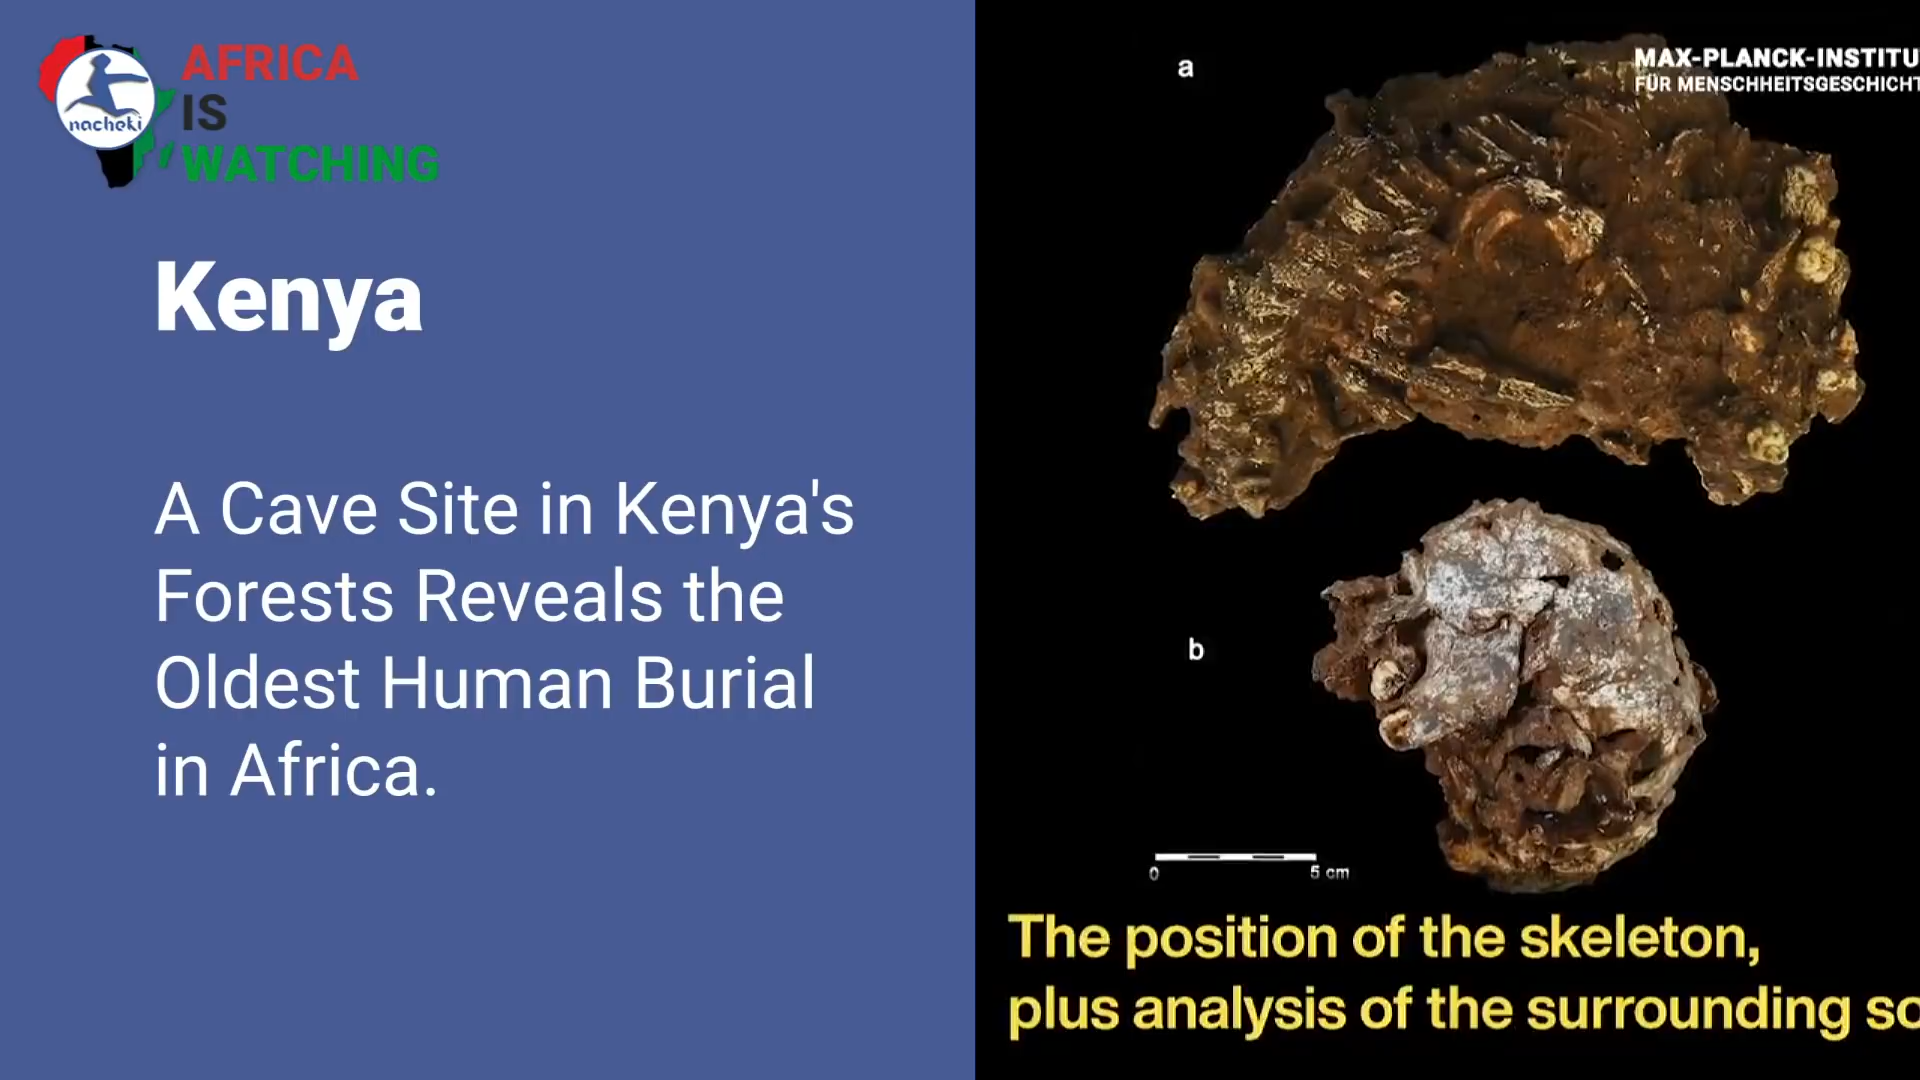 nacheki
AFRICA
IS
WATCHING
Kenya
A Cave Site in Kenya's
Forests Reveals the
Oldest Human Burial
in Africa.
a
MAX-PLANCK-INSTITU
FÜR MENSCHHEITSGESCHICHT
b
0 5 cm
The position of the skeleton,
plus analysis of the surrounding so